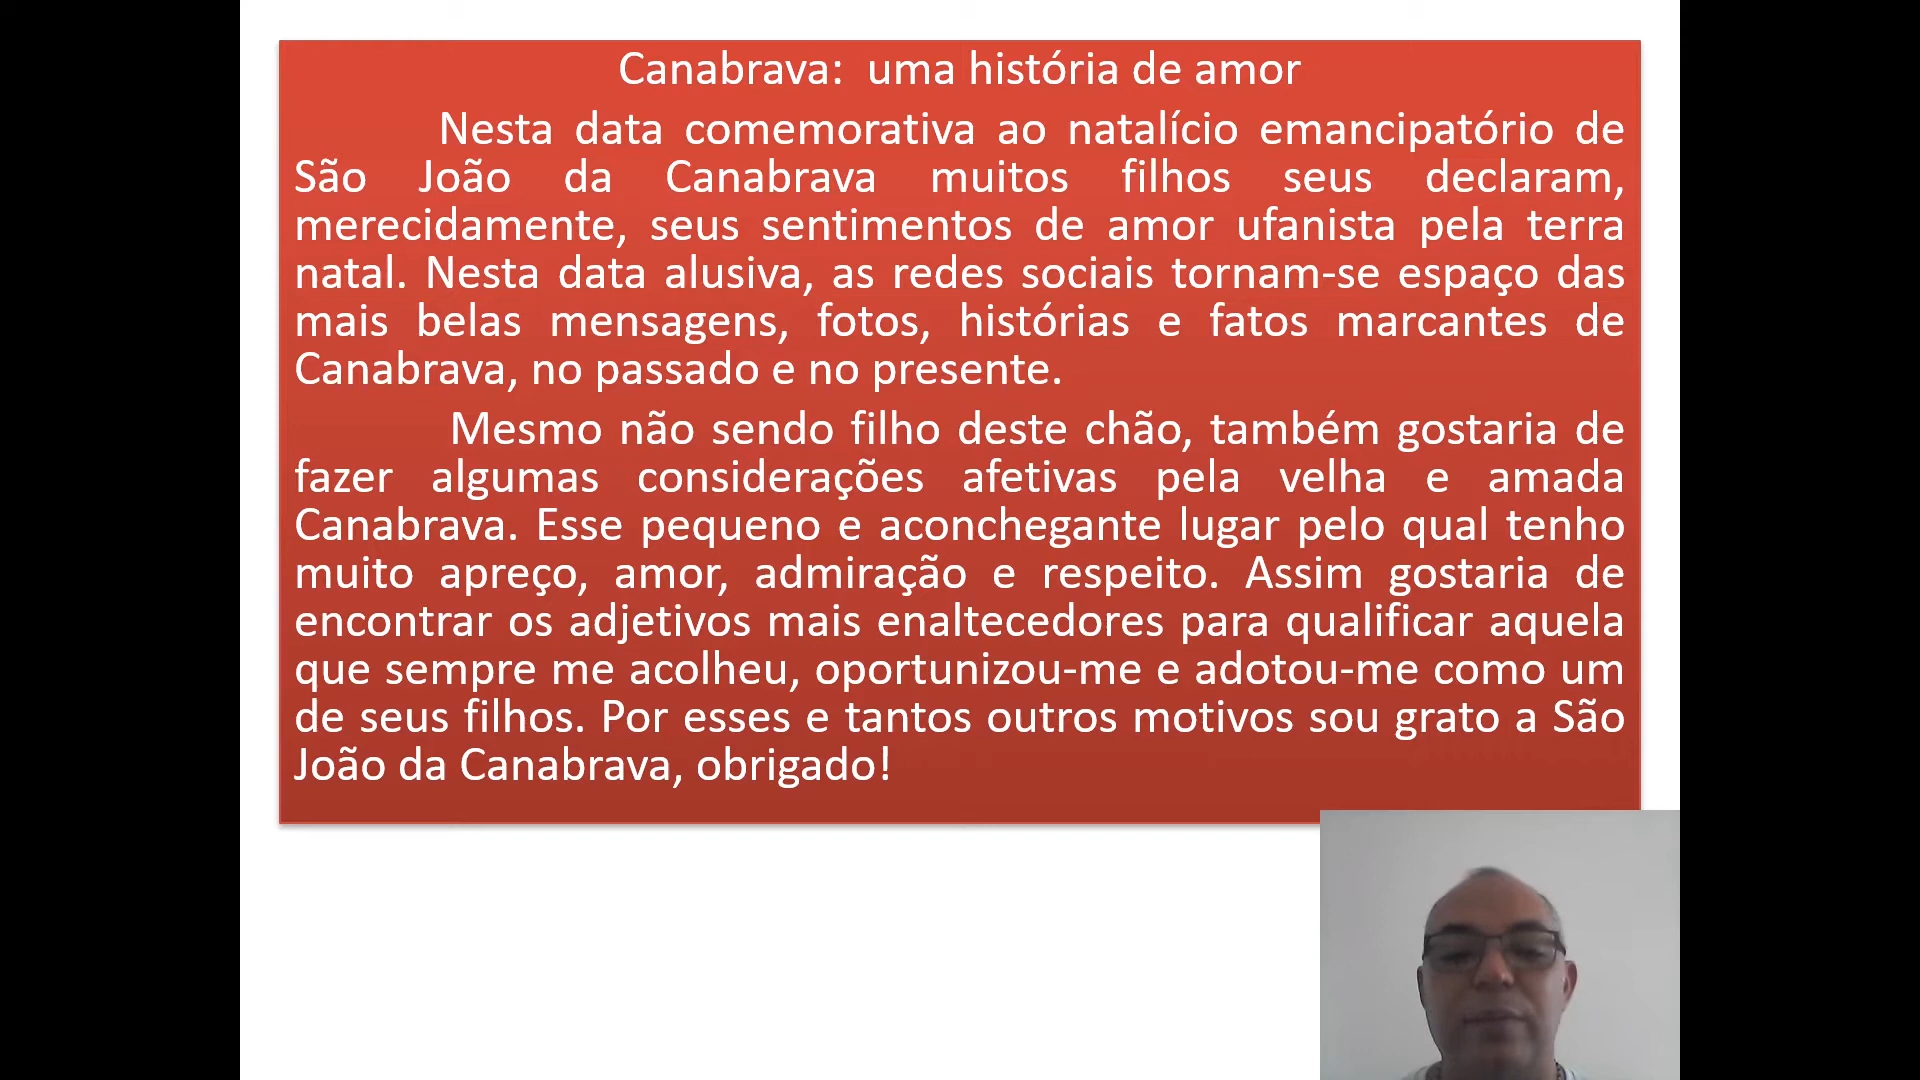 Canabrava: uma história de amor
Nesta data comemorativa ao natalício emancipatório de
São João da Canabrava muitos filhos seus declaram,
merecidamente, seus sentimentos de amor ufanista pela terra
natal. Nesta data alusiva, as redes sociais tornam-se espaço das
mais belas mensagens, fotos, histórias e fatos marcantes de
Canabrava, no passado e no presente.
Mesmo não sendo filho deste chão, também gostaria de
fazer algumas considerações afetivas pela velha e amada
Canabrava. Esse pequeno e aconchegante lugar pelo qual tenho
muito apreço, amor, admiração e respeito. Assim gostaria de
encontrar os adjetivos mais enaltecedores para qualificar aquela
que sempre me acolheu, oportunizou-me e adotou-me como um
de seus filhos. Por esses e tantos outros motivos sou grato a São
João da Canabrava, obrigado!